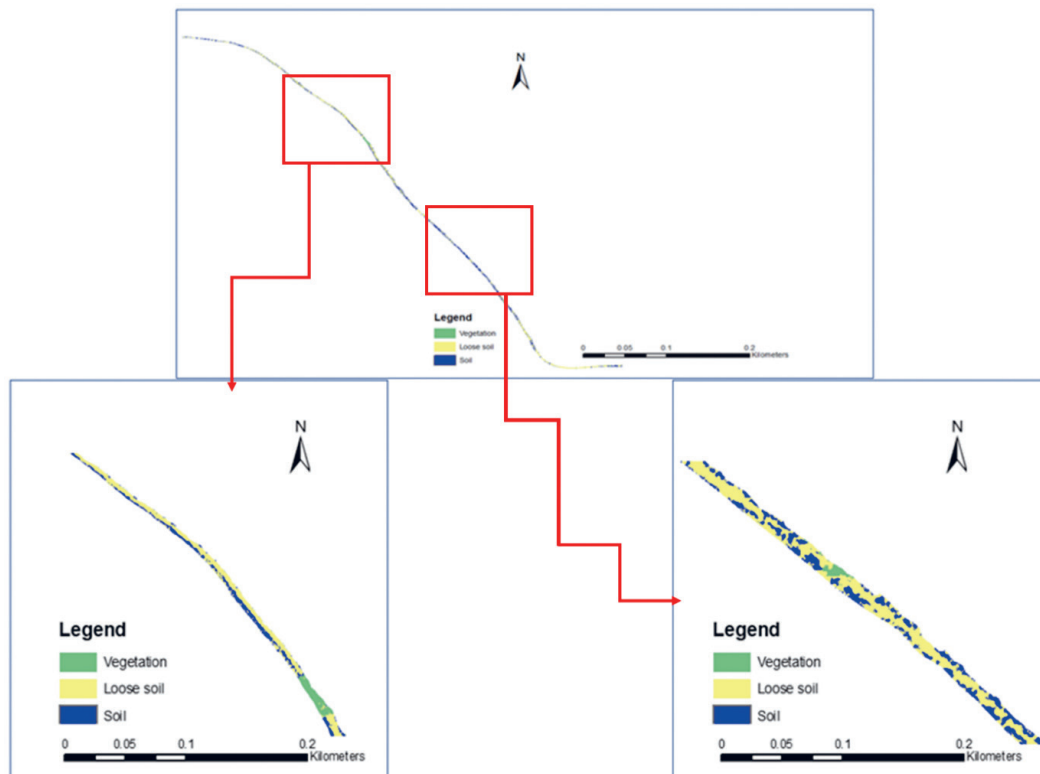 N
Legend
Vegetation
Loose soil
Soil
0 0.05 0.1 0.2
Kilometers
N
Legend
Vegetation
Loose soil
Soil
0 0.05 0.1 0.2
Kilometers
N
Legend
Vegetation
Loose soil
Soil
0 0.05 0.1 0.2
Kilometers